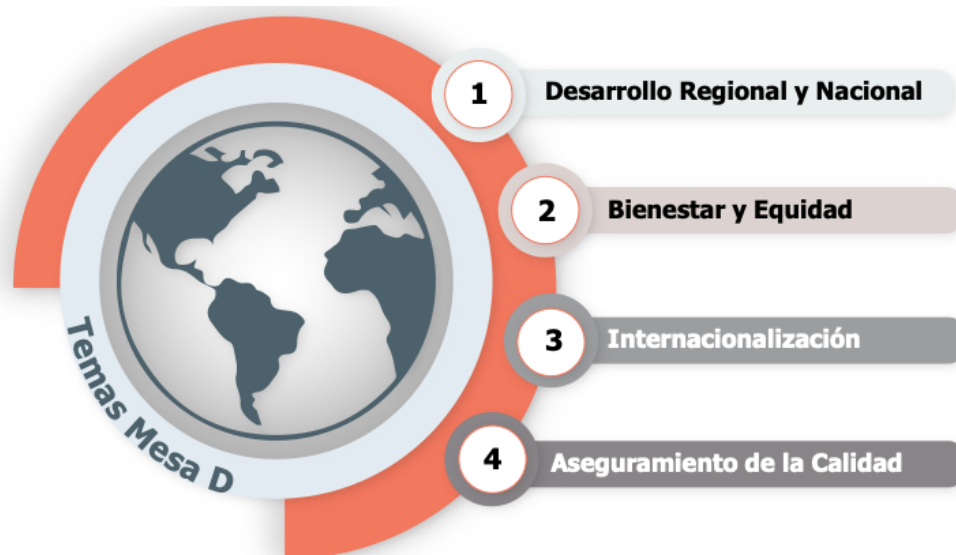 1
Desarrollo Regional y Nacional
2
Bienestar y Equidad
3
Internacionalización
4
Aseguramiento de la Calidad
Temas Mesa D